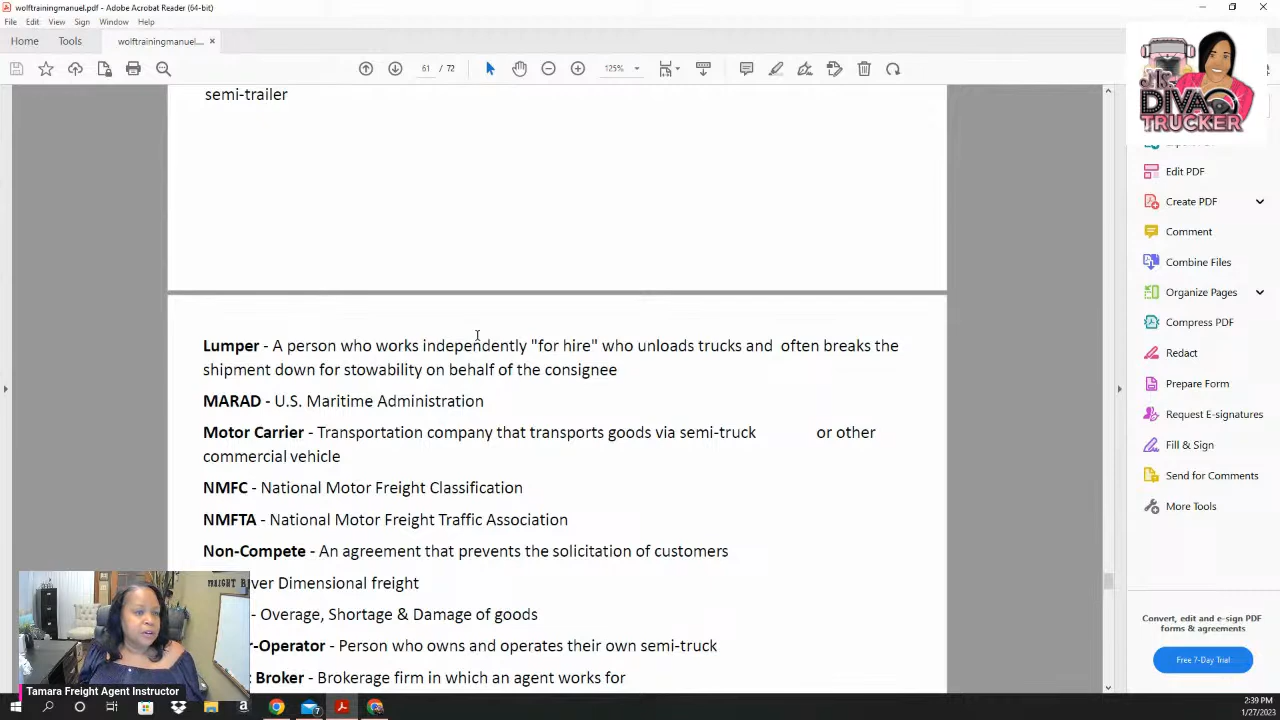 wolftrainingmanuel.pdf - Adobe Acrobat Reader (64-bit)
File Edit View Sign Window Help
Home Tools wolftrainingmanuel....
61 125%
DIVA
TRUCKER
semi-trailer
Lumper - A person who works independently "for hire" who unloads trucks and often breaks the
shipment down for stowability on behalf of the consignee
MARAD - U.S. Maritime Administration
Motor Carrier - Transportation company that transports goods via semi-truck or other
commercial vehicle
NMFC - National Motor Freight Classification
NMFTA - National Motor Freight Traffic Association
Non-Compete - An agreement that prevents the solicitation of customers
ver Dimensional freight
- Overage, Shortage & Damage of goods
r-Operator - Person who owns and operates their own semi-truck
Broker - Brokerage firm in which an agent works for
Edit PDF
Create PDF
Comment
Combine Files
Organize Pages
Compress PDF
Redact
Prepare Form
Request E-signatures
Fill & Sign
Send for Comments
More Tools
Convert, edit and e-sign PDF
forms & agreements
Free 7-Day Trial
Tamara Freight Agent Instructor
2:39 PM
1/27/2023